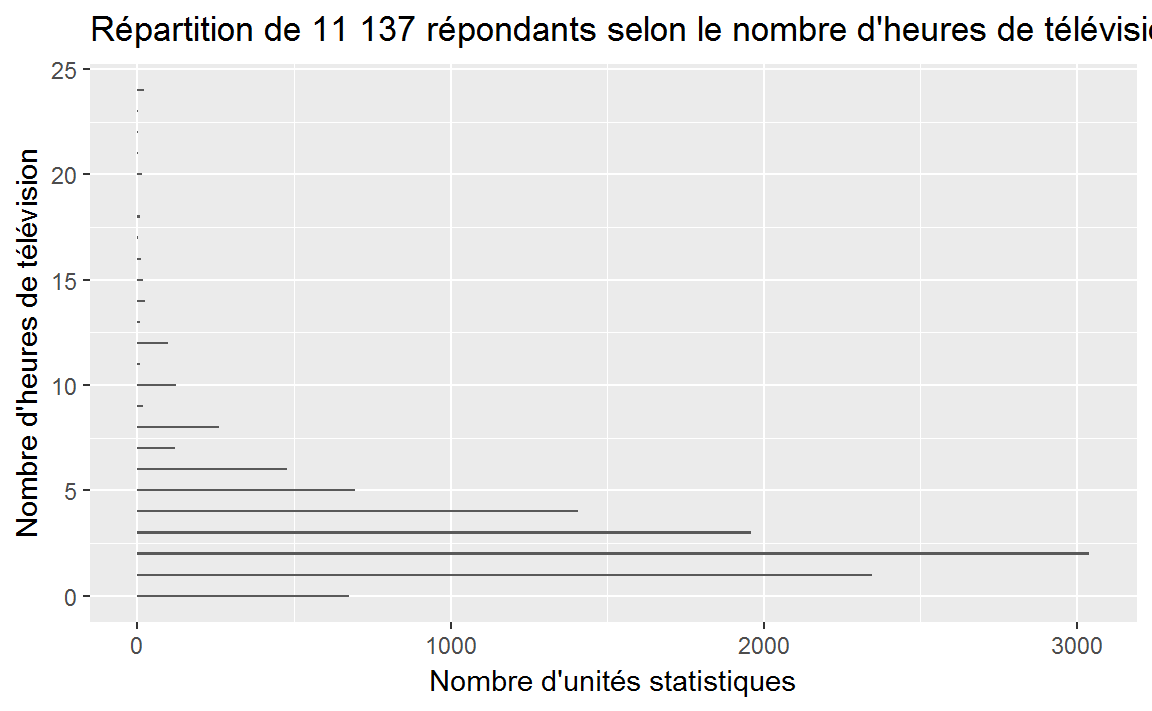 Répartition de 11 137 répondants selon le nombre d'heures de
25
20
15
10
5
0
Nombre d'heures de télévision
0 1000 2000 3000
Nombre d'unités statistiques